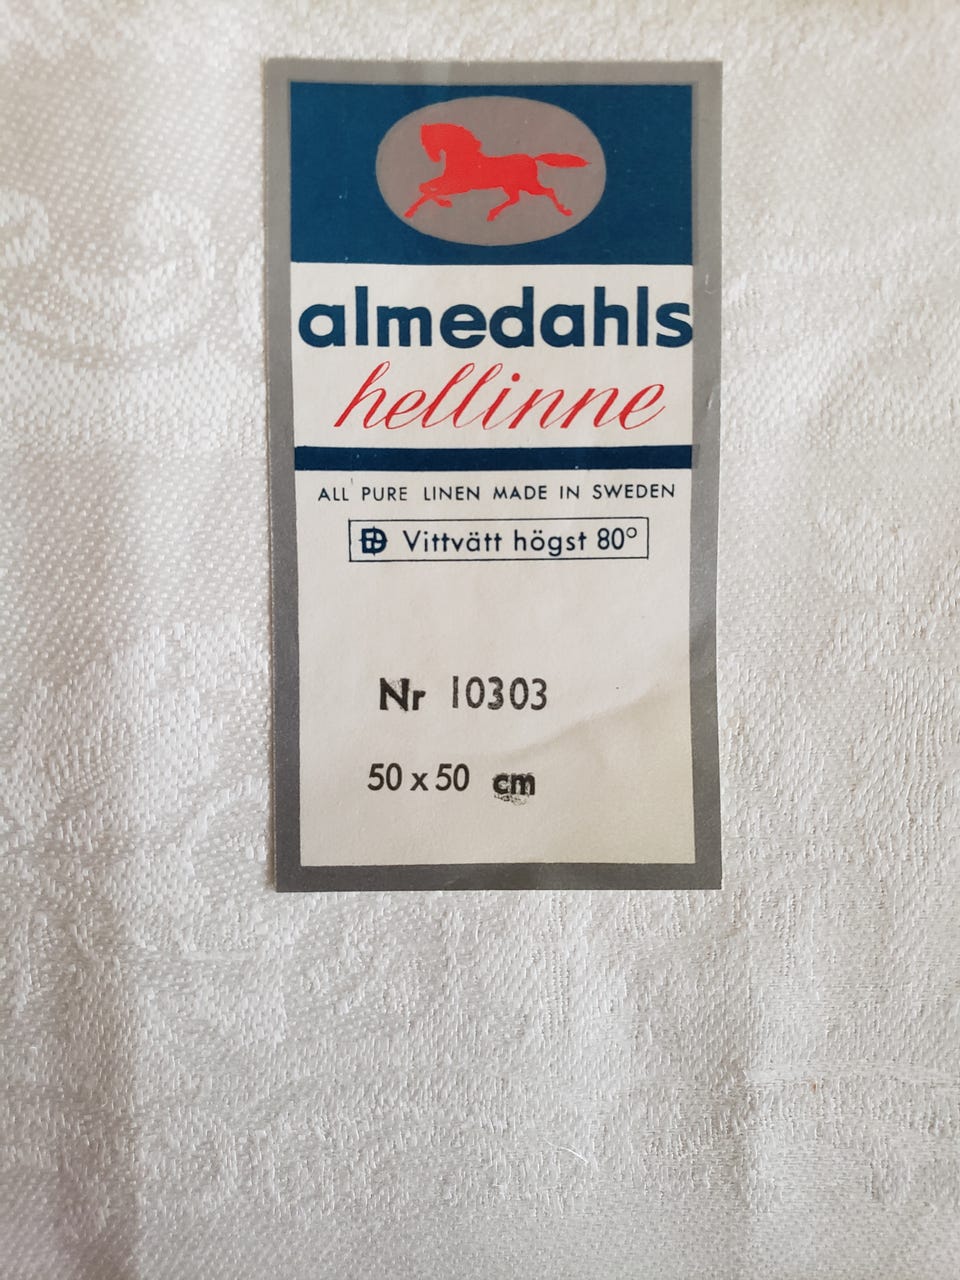 almedahls
hellinne
ALL PURE LINEN MADE IN SWEDEN
Vittvätt högst 80°
Nr 10303
50 x 50 cm